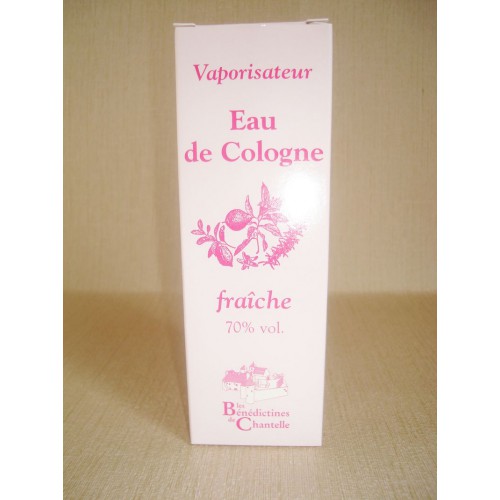 Vaporisateur
Eau
de Cologne
fraîche
70% vol.
les
Bénédictines
de Chantelle